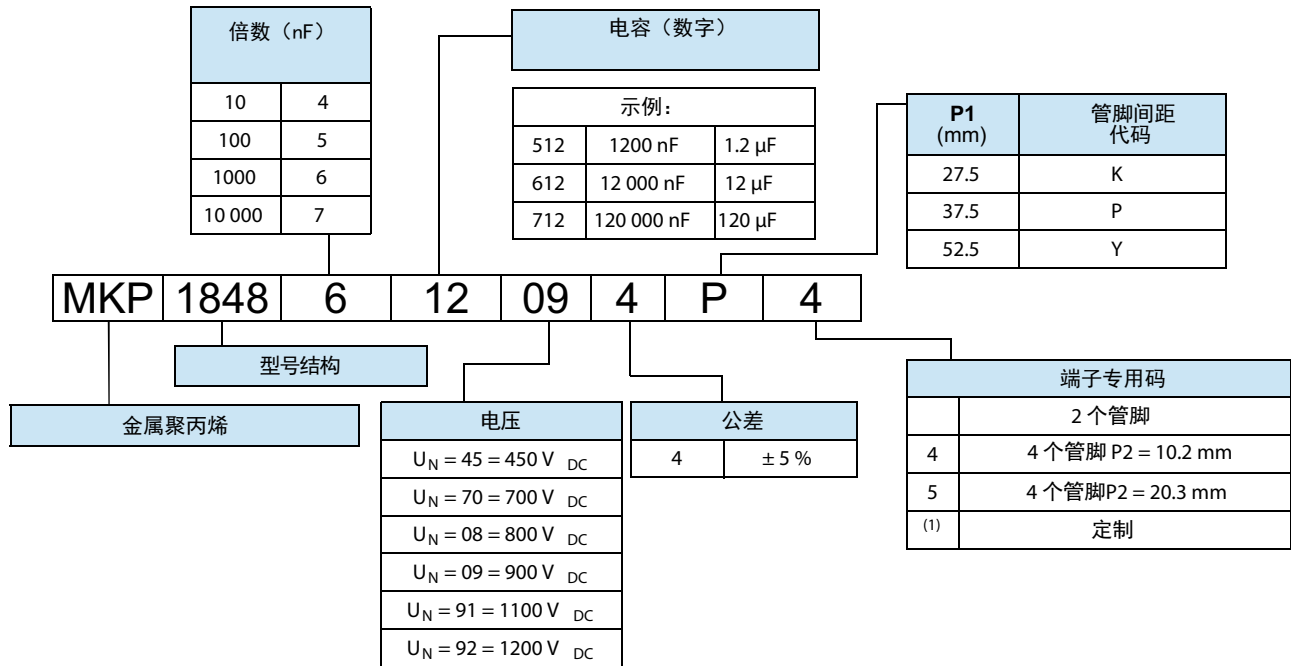 倍数（nF）
10 4
100 5
1000 6
10 000 7
电容（数字）
示例：
512 1200 nF 1.2 µF
612 12 000 nF 12 µF
712 120 000 nF 120 µF
P1 (mm) 管脚间距代码
27.5 K
37.5 P
52.5 Y
MKP 1848 6 12 09 4 P 4
型号结构
金属聚丙烯
电压
U_N = 45 = 450 V DC
U_N = 70 = 700 V DC
U_N = 08 = 800 V DC
U_N = 09 = 900 V DC
U_N = 91 = 1100 V DC
U_N = 92 = 1200 V DC
公差
4 ± 5 %
端子专用码
2 个管脚
4 4 个管脚 P2 = 10.2 mm
5 4 个管脚P2 = 20.3 mm
(1) 定制